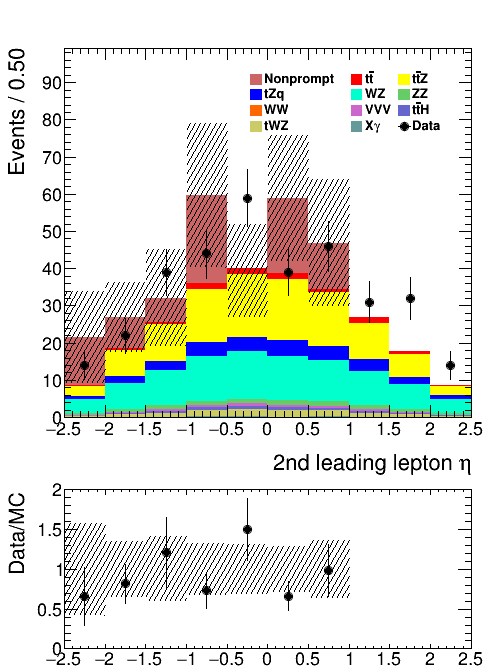 Events / 0.50
90
80
70
60
50
40
30
20
10
0
Nonprompt tt̄ tt̄Z
tZq WZ ZZ
WW VVV tt̄H
tWZ Xγ Data
−2.5 −2 −1.5 −1 −0.5 0 0.5 1 1.5 2 2.5
2nd leading lepton η
Data/MC
2
1.5
1
0.5
0
−2.5 −2 −1.5 −1 −0.5 0 0.5 1 1.5 2 2.5